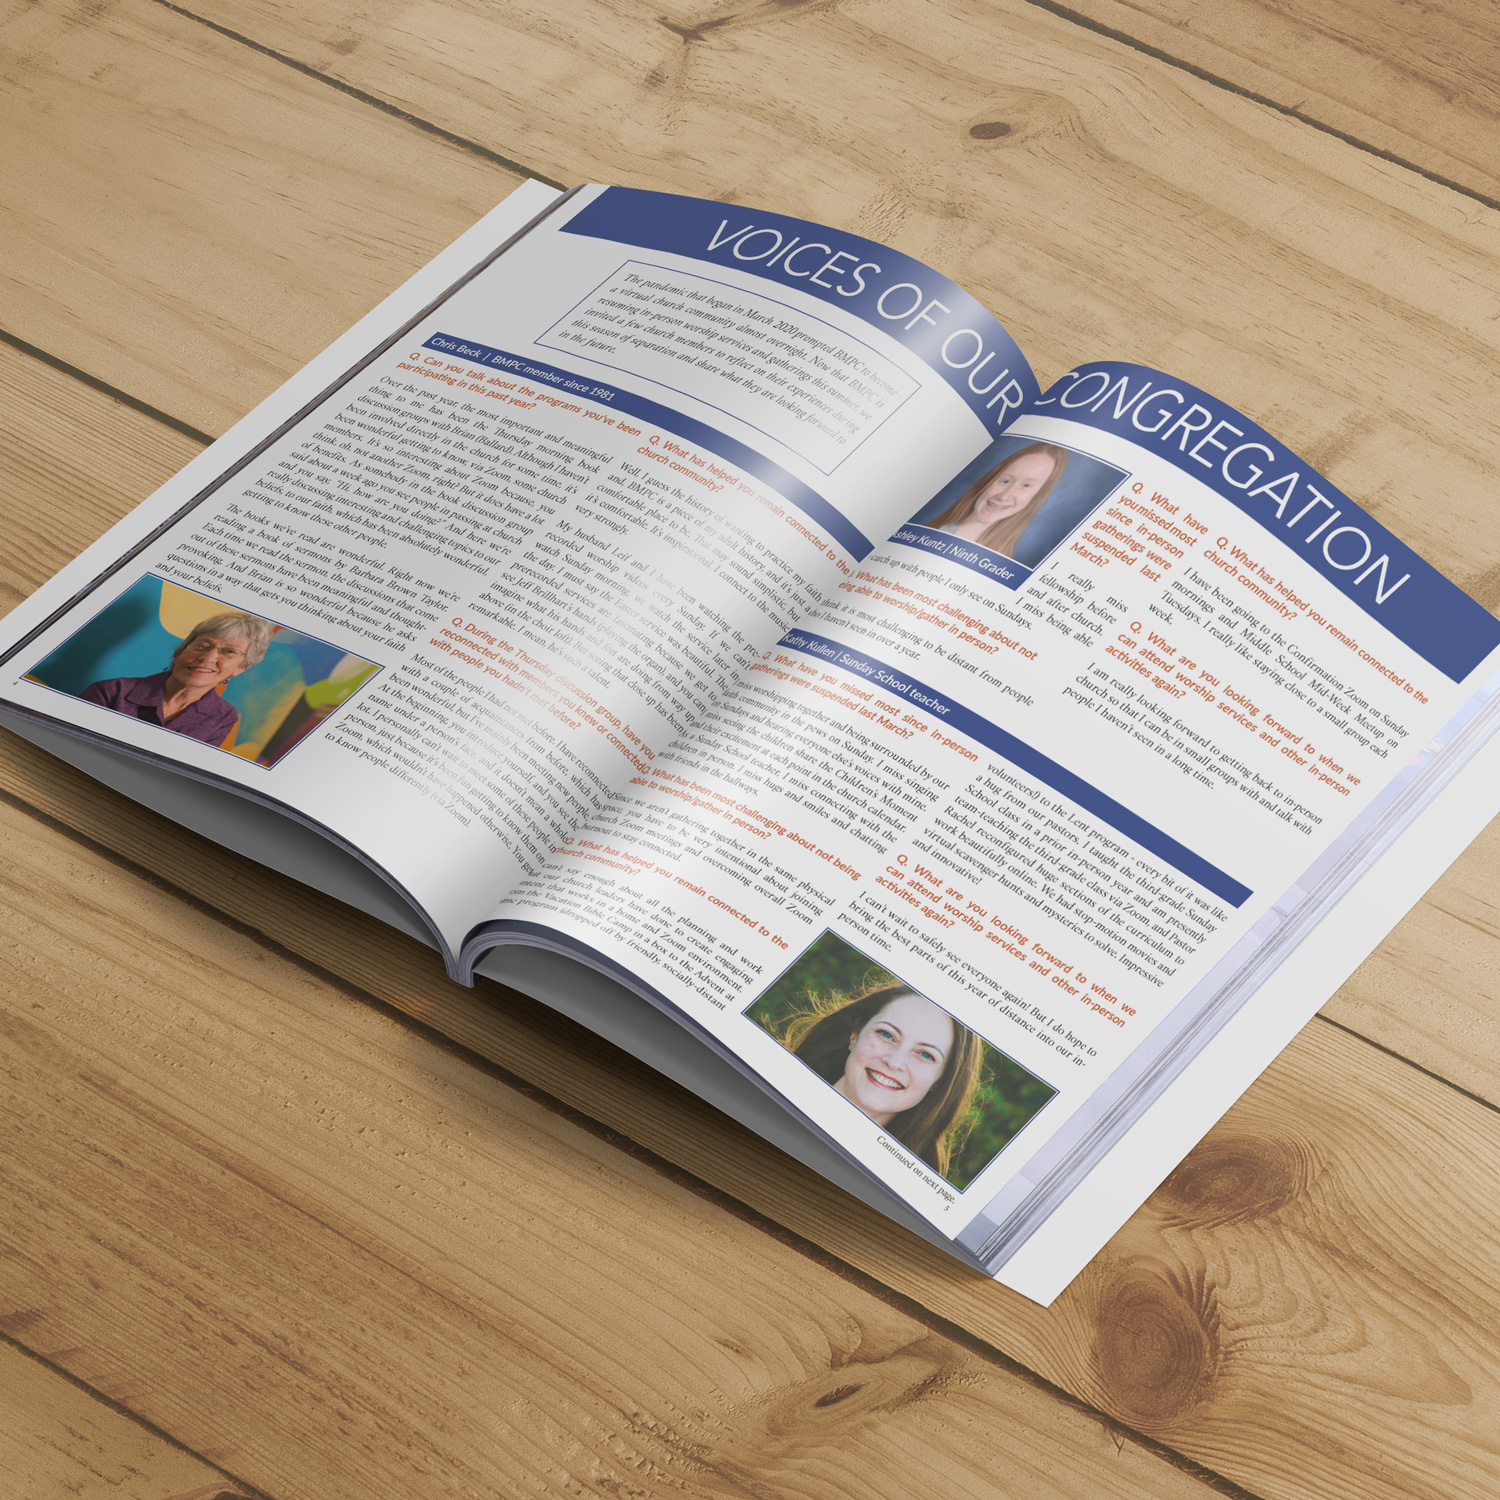 VOICES OF OUR CONGREGATION
The pandemic that began in March 2020 prompted BMPC to become
a virtual church community almost overnight. Now that BMPC is
resuming in-person worship services and gatherings this summer, we
invited a few church members to reflect on their experiences during
this season of separation and share what they are looking forward to
in the future.
Chris Beck | BMPC member since 1981
Q. Can you talk about the programs you've been
participating in this past year?
Over the past year, the most important and meaningful
thing to me has been the Thursday morning book
discussion groups with Brian (Ballard). Although I haven't
been involved directly in the church for some time, it's
been wonderful getting to know, via Zoom, some church
members. It's so interesting about Zoom because, you
think oh, not another Zoom, right? But it does have a lot
of benefits. As somebody in the book discussion group
said about a week ago you see people in passing at church
and you say, "Hi, how are you doing?" And here we're
really discussing interesting and challenging topics to our
beliefs, to our faith, which has been absolutely wonderful,
getting to know these other people.
The books we've read are wonderful. Right now we're
reading a book of sermons by Barbara Brown Taylor.
Each time we read the sermon, the discussions that come
out of these sermons have been meaningful and thought-
provoking. And Brian is so wonderful because he asks
questions in a way that gets you thinking about your faith
and your beliefs.
4
Q. What has helped you remain connected to the
church community?
Well, I guess the history of wanting to practice my faith,
and, BMPC is a piece of my adult history, and it's just a
comfortable place to be. That may sound simplistic, but
it's comfortable. It's inspirational. I connect to the music
very strongly.
My husband Leif and I have been watching the pre-
recorded worship videos every Sunday. If we can't
watch Sunday morning, we watch the service later in
the day. I must say the Easter service was beautiful. The
prerecorded services are fascinating because we get to
see Jeff Brillhart's hands playing the organ, and you can
imagine what his hands and feet are doing from way up
above (in the choir loft). But seeing that close up has been
remarkable. I mean, he's such a talent.
Q. During the Thursday discussion group, have you
reconnected with members you knew or connected
with people you hadn't met before?
Most of the people I had not met before. I have reconnected
with a couple of acquaintances from before, which has
been wonderful, but I've mainly been meeting new people.
At the beginning, you introduce yourself, and you see the
name under a person's face, and it doesn't mean a whole
lot. I personally can't wait to meet some of these people in
person, just because it's been fun getting to know them on
Zoom, which wouldn't have happened otherwise. You get
to know people differently (via Zoom).
Ashley Kuntz | Ninth Grader
Q. What have
you missed most
since in-person
gatherings were
suspended last
March?
I really miss
fellowship before
and after church.
I miss being able
catch up with people I only see on Sundays.
What has been most challenging about not
being able to worship/gather in person?
think it is most challenging to be distant from people
I haven't seen in over a year.
Q. What has helped you remain connected to the
church community?
I have been going to the Confirmation Zooms on Sunday
mornings and Middle School Mid-Week Meetup on
Tuesdays. I really like staying close to a small group each
week.
Q. What are you looking forward to when we
can attend worship services and other in-person
activities again?
I am really looking forward to getting back to in-person
church so that I can be in small groups with and talk with
people I haven't seen in a long time.
Kathy Kullen | Sunday School teacher
Q. What have you missed most since in-person
gatherings were suspended last March?
I miss worshipping together and being surrounded by our
faith community in the pews on Sunday. I miss singing
on Sundays and hearing everyone else's voices with mine.
I miss seeing the children share the Children's Moment
and their excitement at each point in the church calendar.
As a Sunday School teacher, I miss connecting with the
children in person. I miss hugs and smiles and chatting
with friends in the hallways.
Q. What has been most challenging about not being
able to worship/gather in person?
Since we aren't gathering together in the same physical
space, you have to be very intentional about joining
church Zoom meetings and overcoming overall Zoom
burnout to stay connected.
Q. What has helped you remain connected to the
church community?
can't say enough about all the planning and work
our church leaders have done to create engaging
that works in a home and Zoom environment
the Vacation Bible Camp in a box to the Advent at
program (dropped off by friendly, socially-distant
volunteers!) to the Lent program - every bit of it was like
a hug from our pastors. I taught the third-grade Sunday
School class in a prior in-person year and am presently
team-teaching the third-grade class via Zoom, and Pastor
Rachel reconfigured huge sections of the curriculum to
work beautifully online. We had stop-motion movies and
virtual scavenger hunts and mysteries to solve. Impressive
and innovative!
Q. What are you looking forward to when we
can attend worship services and other in-person
activities again?
I can't wait to safely see everyone again! But I do hope to
bring the best parts of this year of distance into our in-
person time.
Continued on next page.
5